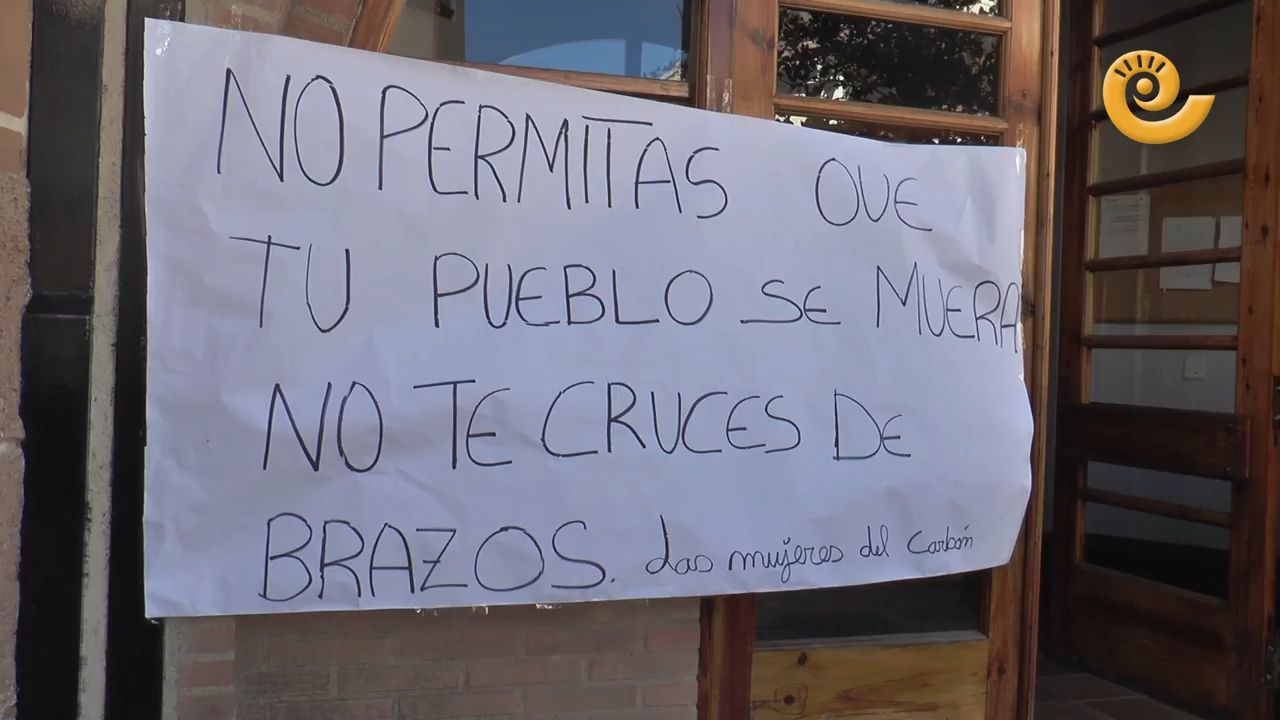 NO PERMITAS QUE
TU PUEBLO SE MUERA
NO TE CRUCES DE
BRAZOS. Las mujeres del Carbón